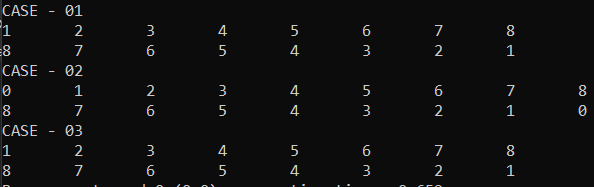 CASE - 01
1 2 3 4 5 6 7 8
8 7 6 5 4 3 2 1
CASE - 02
0 1 2 3 4 5 6 7 8
8 7 6 5 4 3 2 1 0
CASE - 03
1 2 3 4 5 6 7 8
8 7 6 5 4 3 2 1